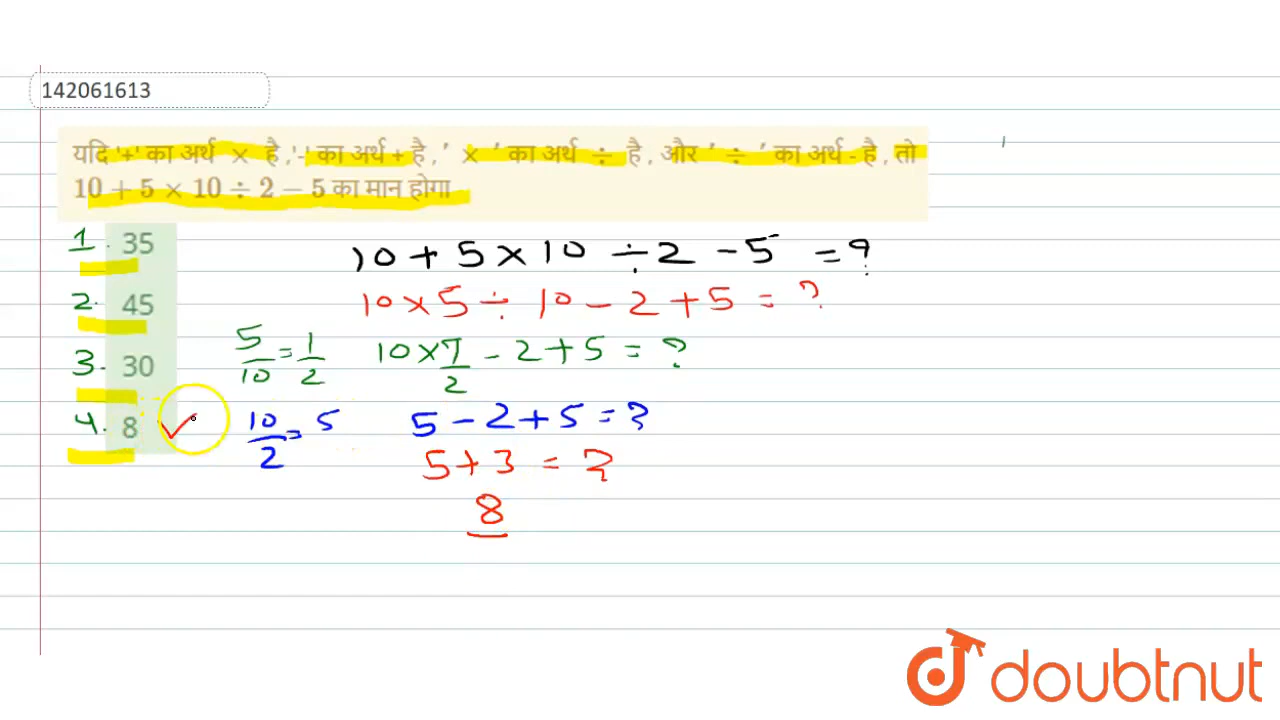 142061613
यदि '+' का अर्थ × है ,'-' का अर्थ + है , ' × ' का अर्थ ÷ है , और ' ÷ ' का अर्थ - है , तो
10 + 5 × 10 ÷ 2 − 5 का मान होगा
1. 35
2. 45
3. 30
4. 8
10 + 5 × 10 ÷ 2 - 5 = ?
10 × 5 ÷ 10 - 2 + 5 = ?
5/10 = 1/2
10 × 7/2 - 2 + 5 = ?
10/2 = 5
5 - 2 + 5 = ?
5 + 3 = ?
8
doubtnut